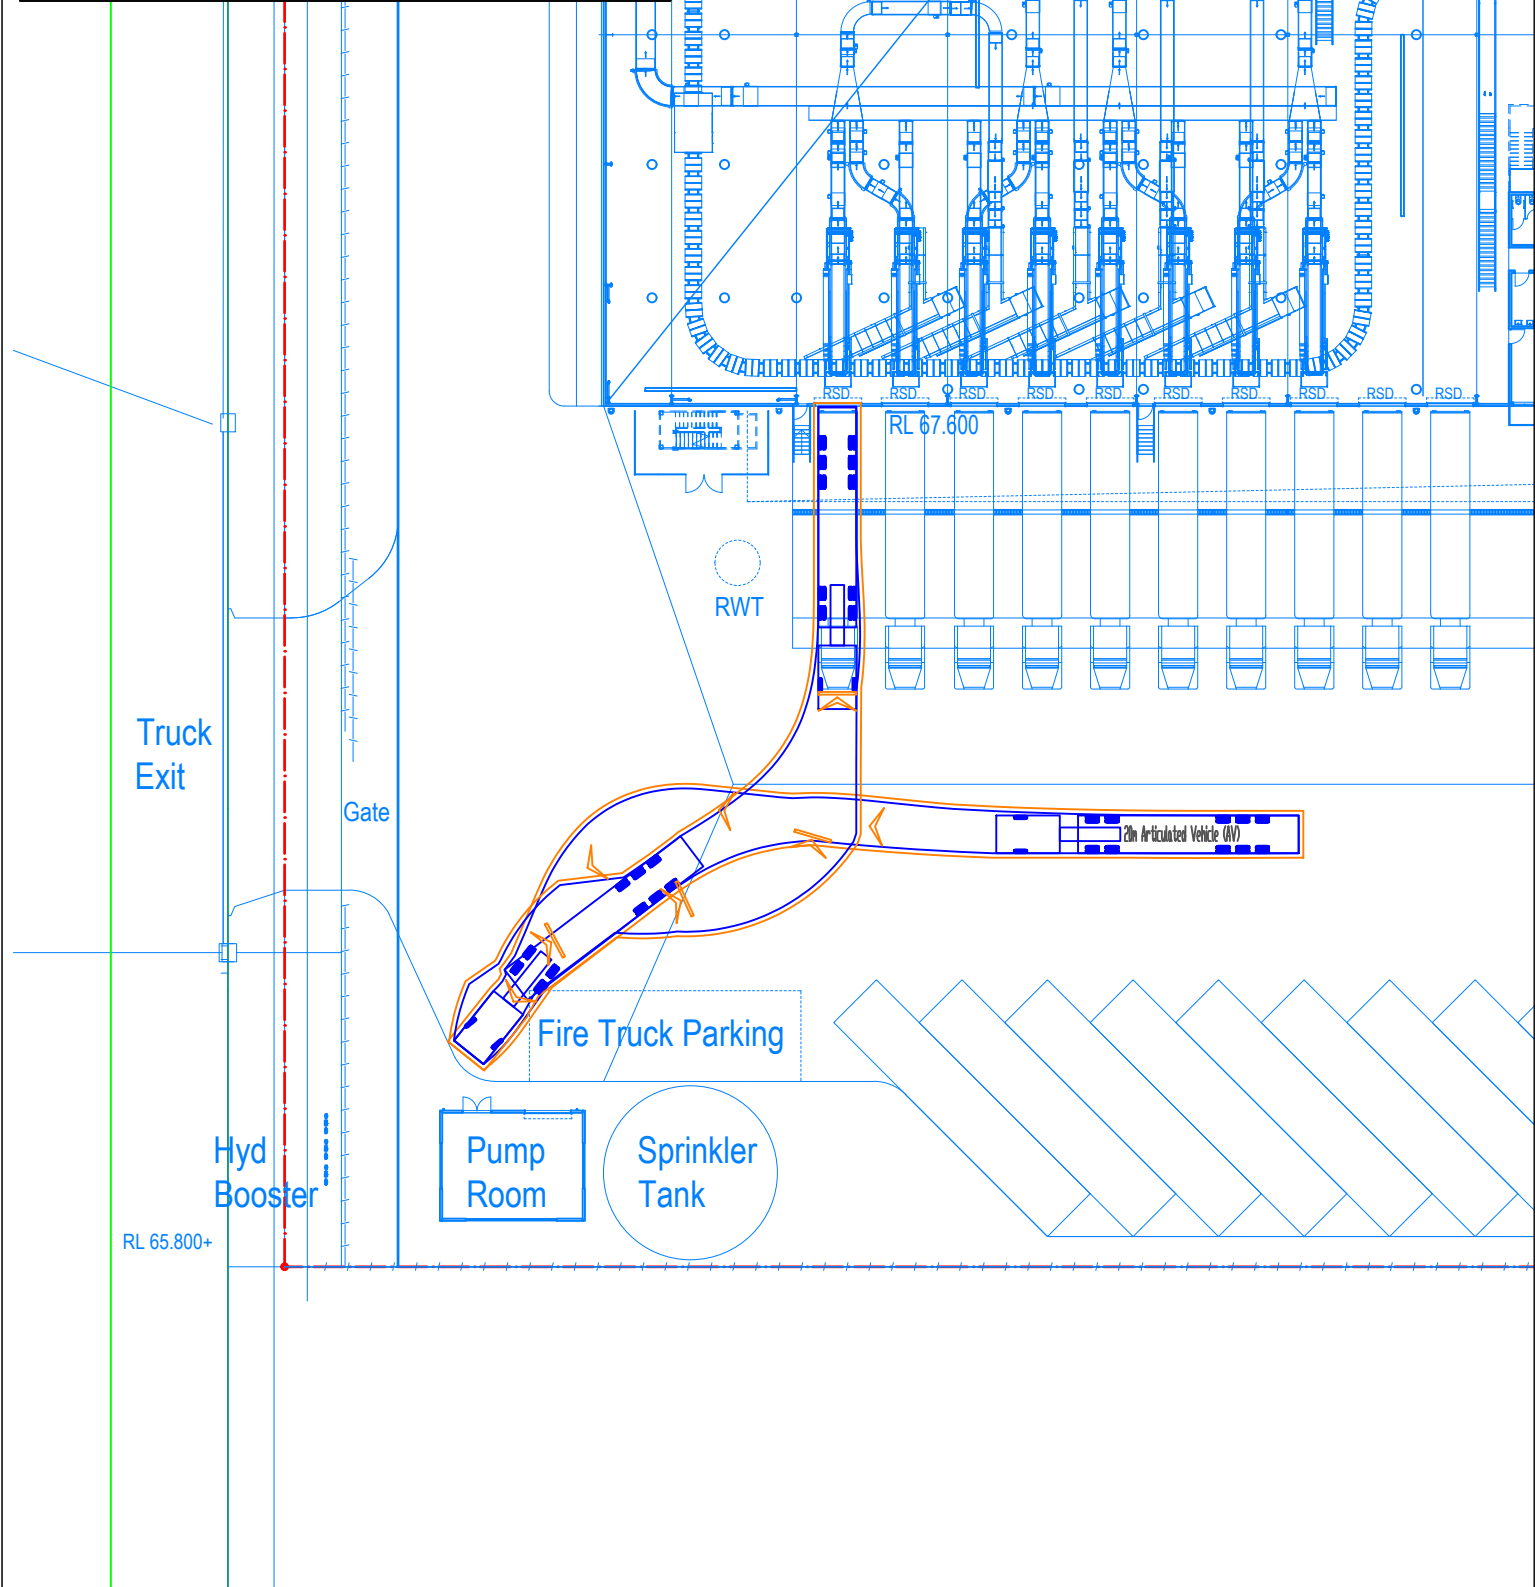 RSD RSD RSD RSD RSD RSD RSD RSD RSD RSD
RL 67.600
RWT
Truck
Exit
Gate
20m Articulated Vehicle (AV)
Fire Truck Parking
Hyd
Booster
Pump
Room
Sprinkler
Tank
RL 65.800+